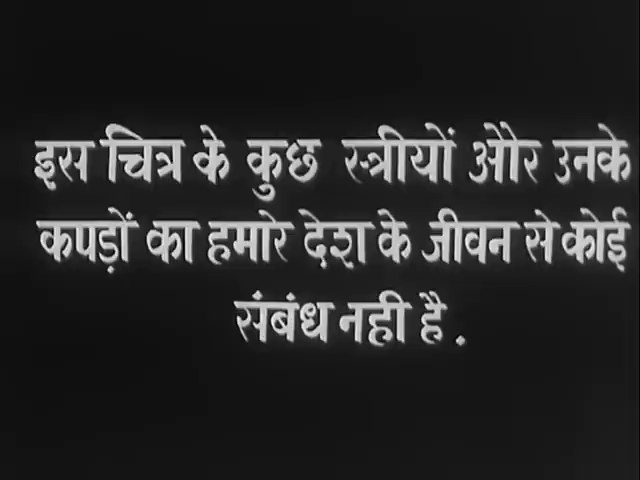 इस चित्र के कुछ स्त्रीयों और उनके
कपड़ों का हमारे देश के जीवन से कोई
संबंध नही है .